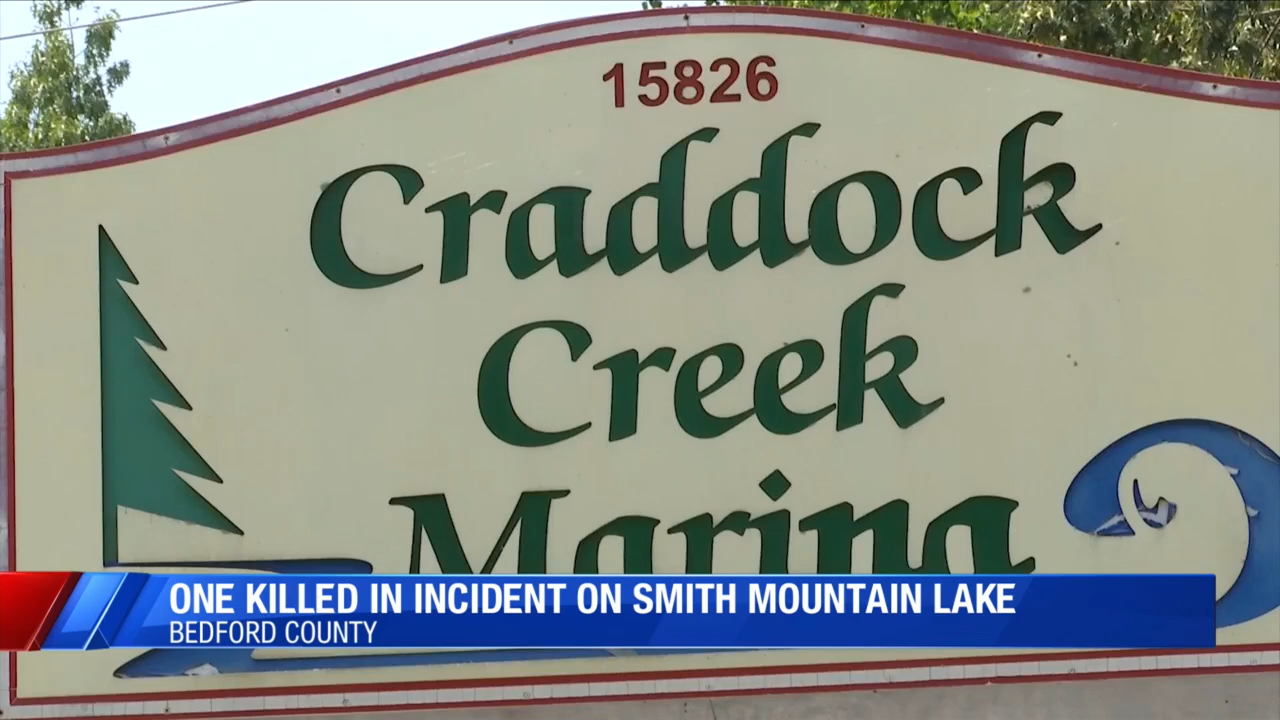 15826
Craddock
Creek
Marina
ONE KILLED IN INCIDENT ON SMITH MOUNTAIN LAKE
BEDFORD COUNTY